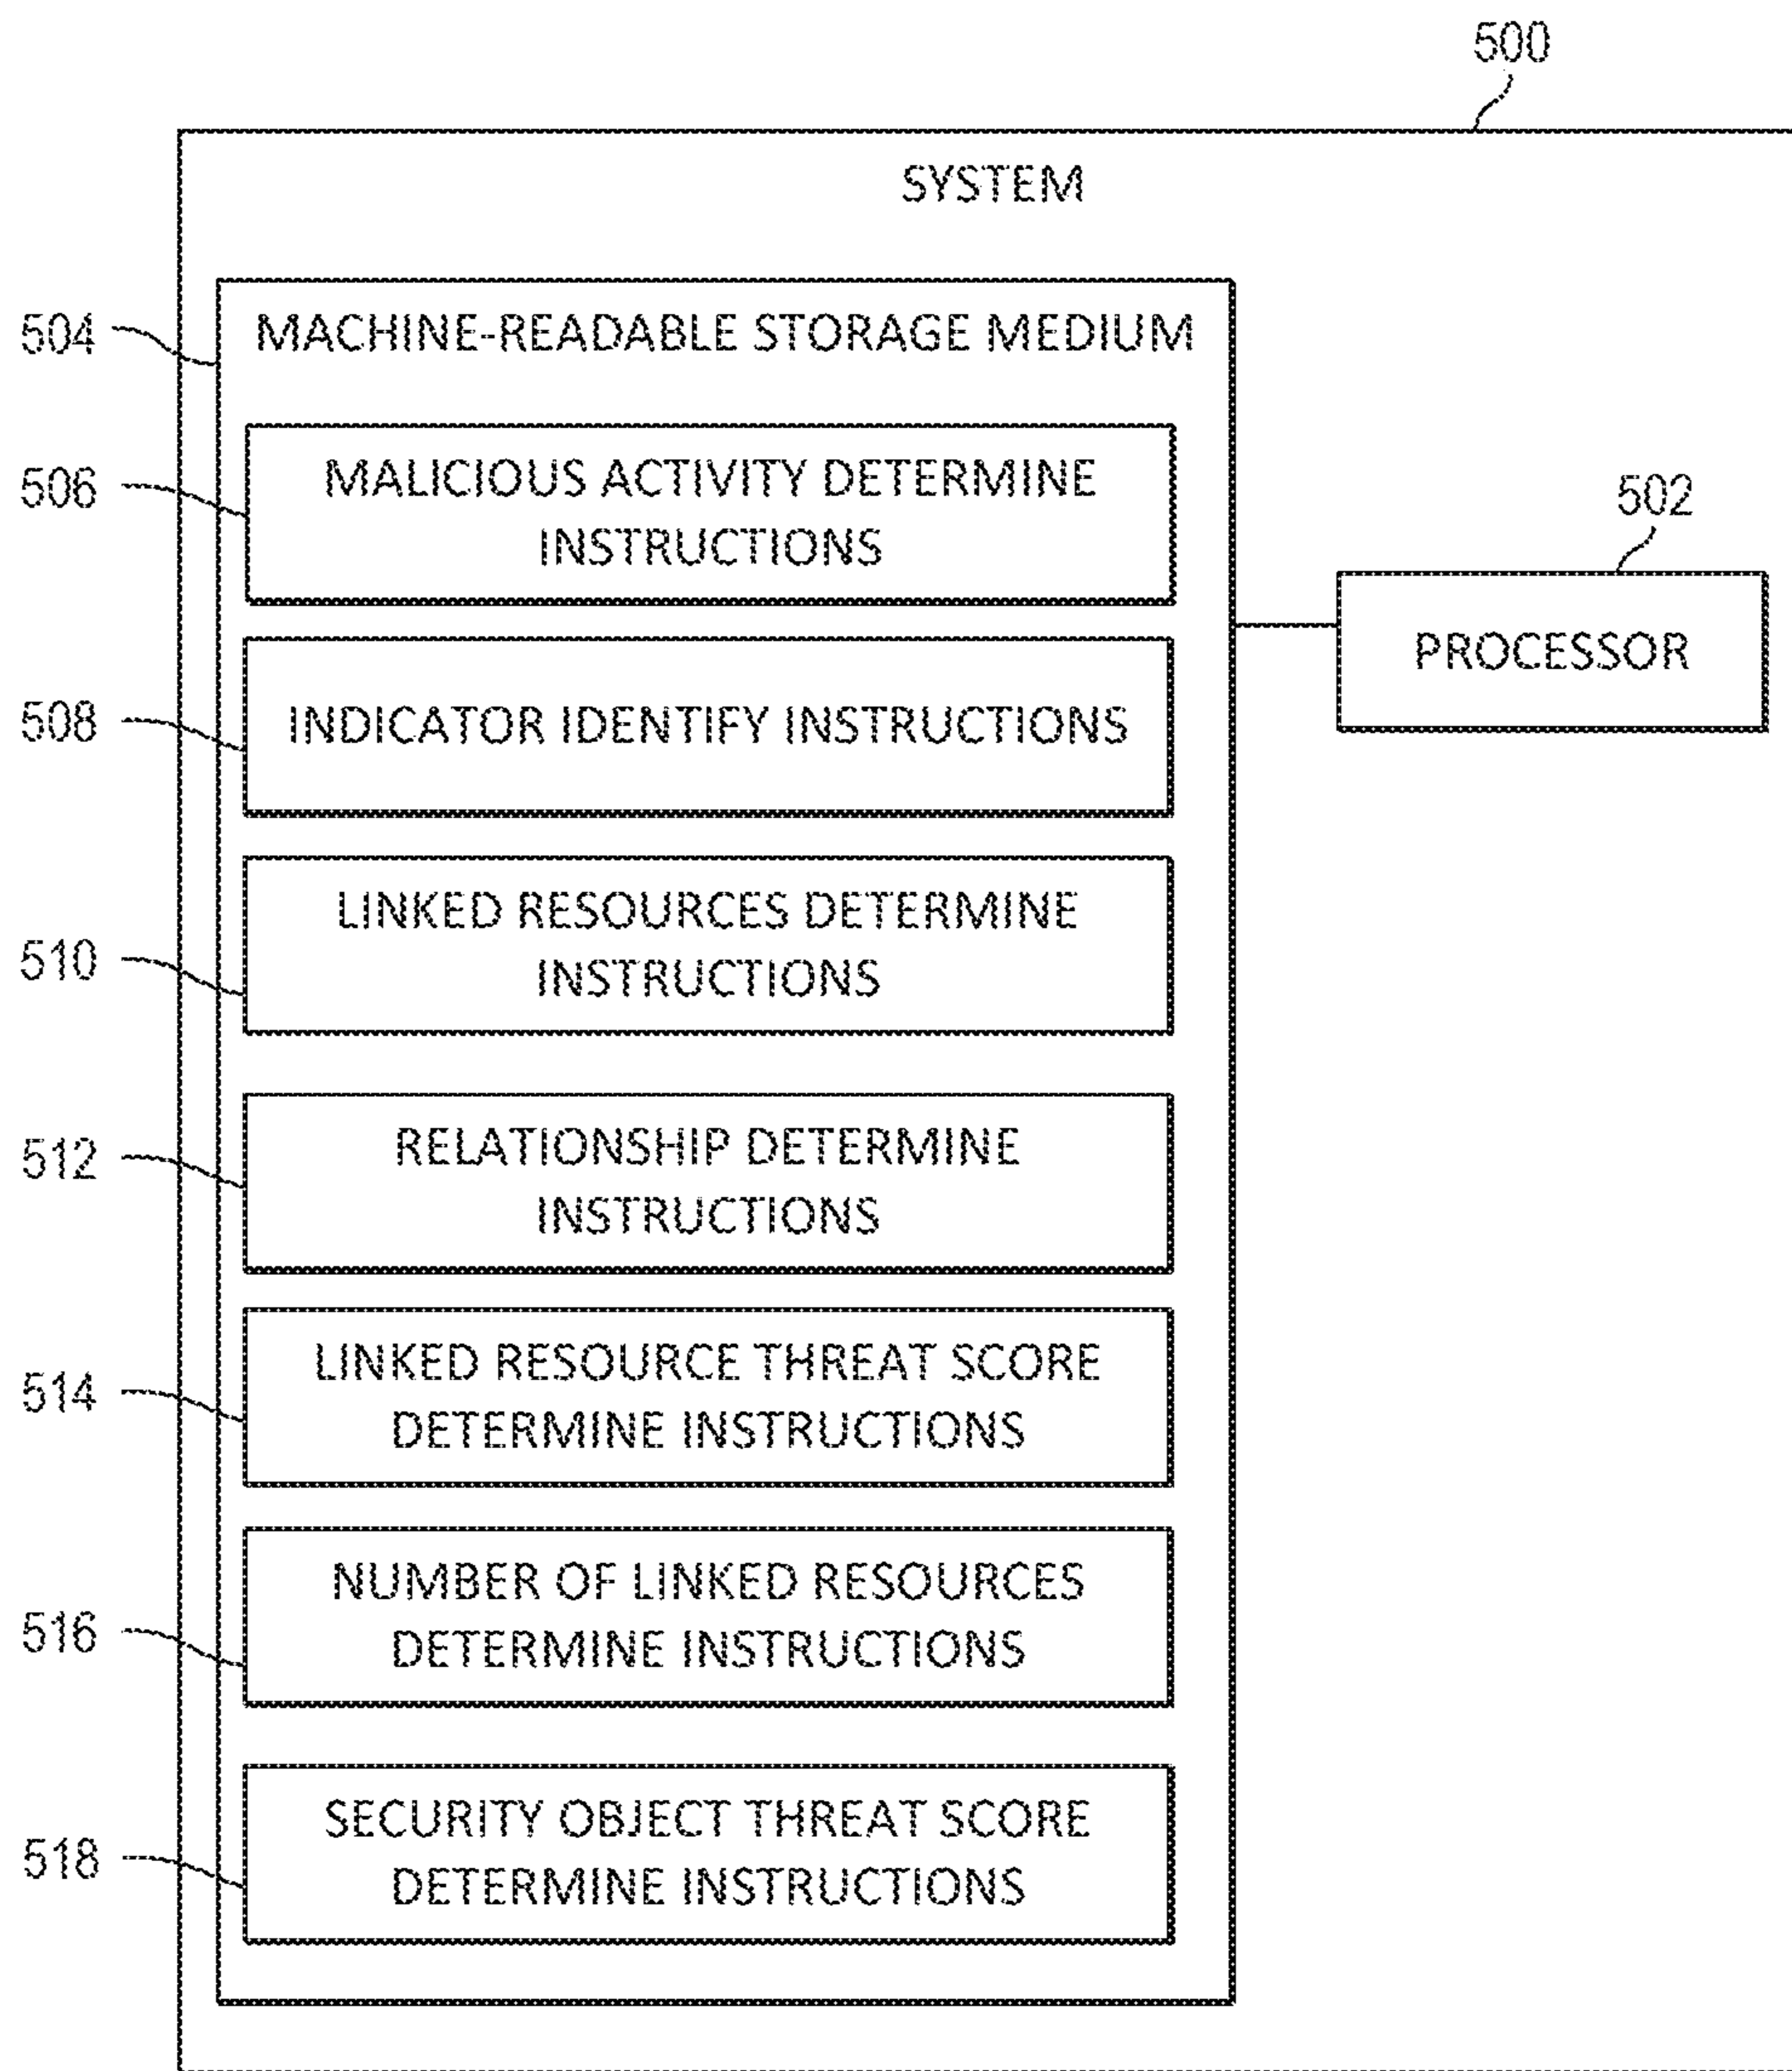 500
SYSTEM
504
MACHINE-READABLE STORAGE MEDIUM
506
MALICIOUS ACTIVITY DETERMINE
INSTRUCTIONS
502
PROCESSOR
508
INDICATOR IDENTIFY INSTRUCTIONS
510
LINKED RESOURCES DETERMINE
INSTRUCTIONS
512
RELATIONSHIP DETERMINE
INSTRUCTIONS
514
LINKED RESOURCE THREAT SCORE
DETERMINE INSTRUCTIONS
516
NUMBER OF LINKED RESOURCES
DETERMINE INSTRUCTIONS
518
SECURITY OBJECT THREAT SCORE
DETERMINE INSTRUCTIONS